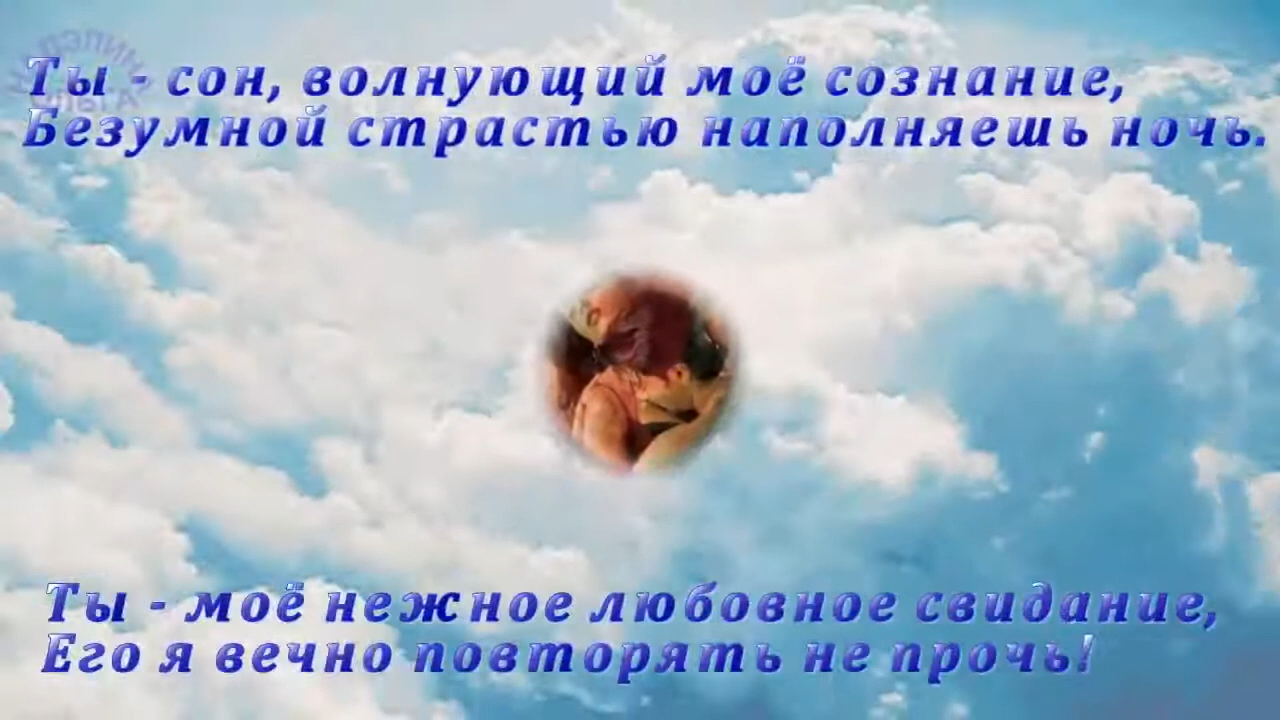 Ты - сон, волнующий моё сознание,
Безумной страстью наполняешь ночь.
Ты - моё нежное любовное свидание,
Его я вечно повторять не прочь!